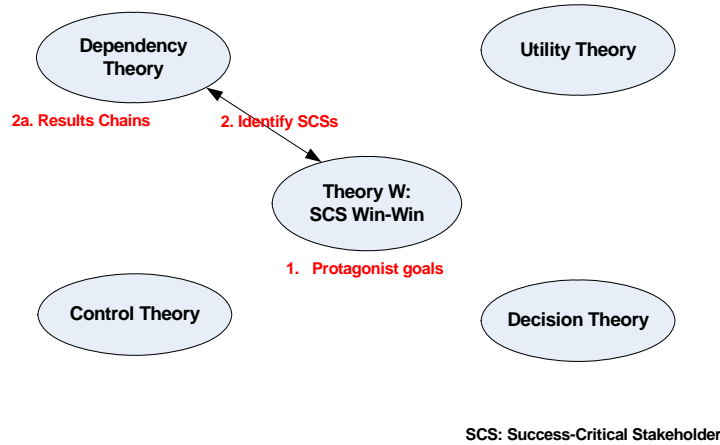 Dependency
Theory
Utility Theory
2a. Results Chains
2. Identify SCSs
Theory W:
SCS Win-Win
1. Protagonist goals
Control Theory
Decision Theory
SCS: Success-Critical Stakeholder